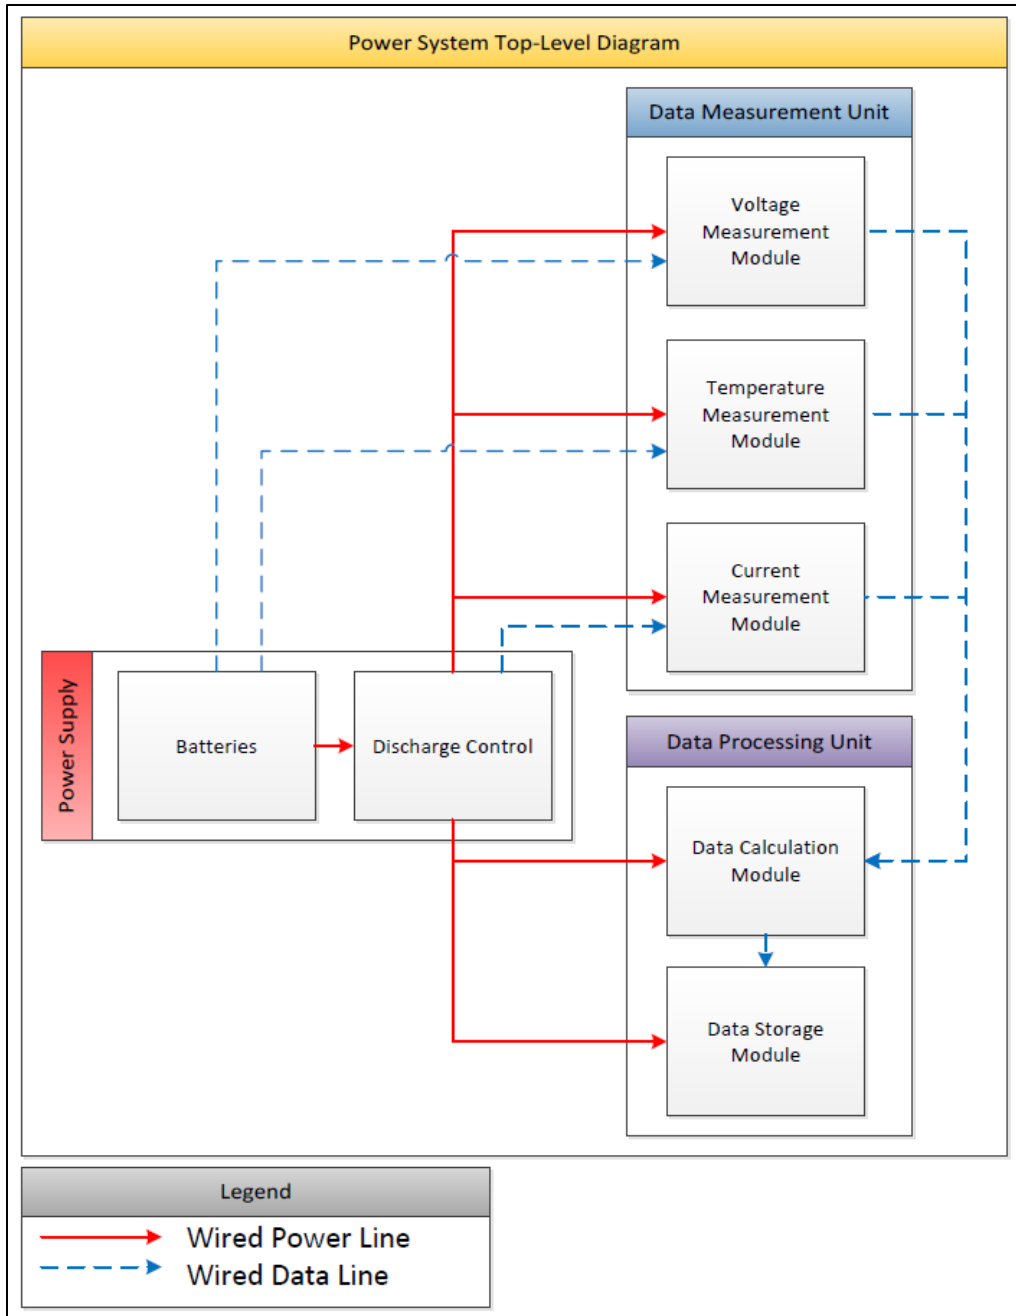 Power System Top-Level Diagram
Data Measurement Unit
Voltage
Measurement
Module
Temperature
Measurement
Module
Current
Measurement
Module
Power Supply
Batteries
Discharge Control
Data Processing Unit
Data Calculation
Module
Data Storage
Module
Legend
Wired Power Line
Wired Data Line